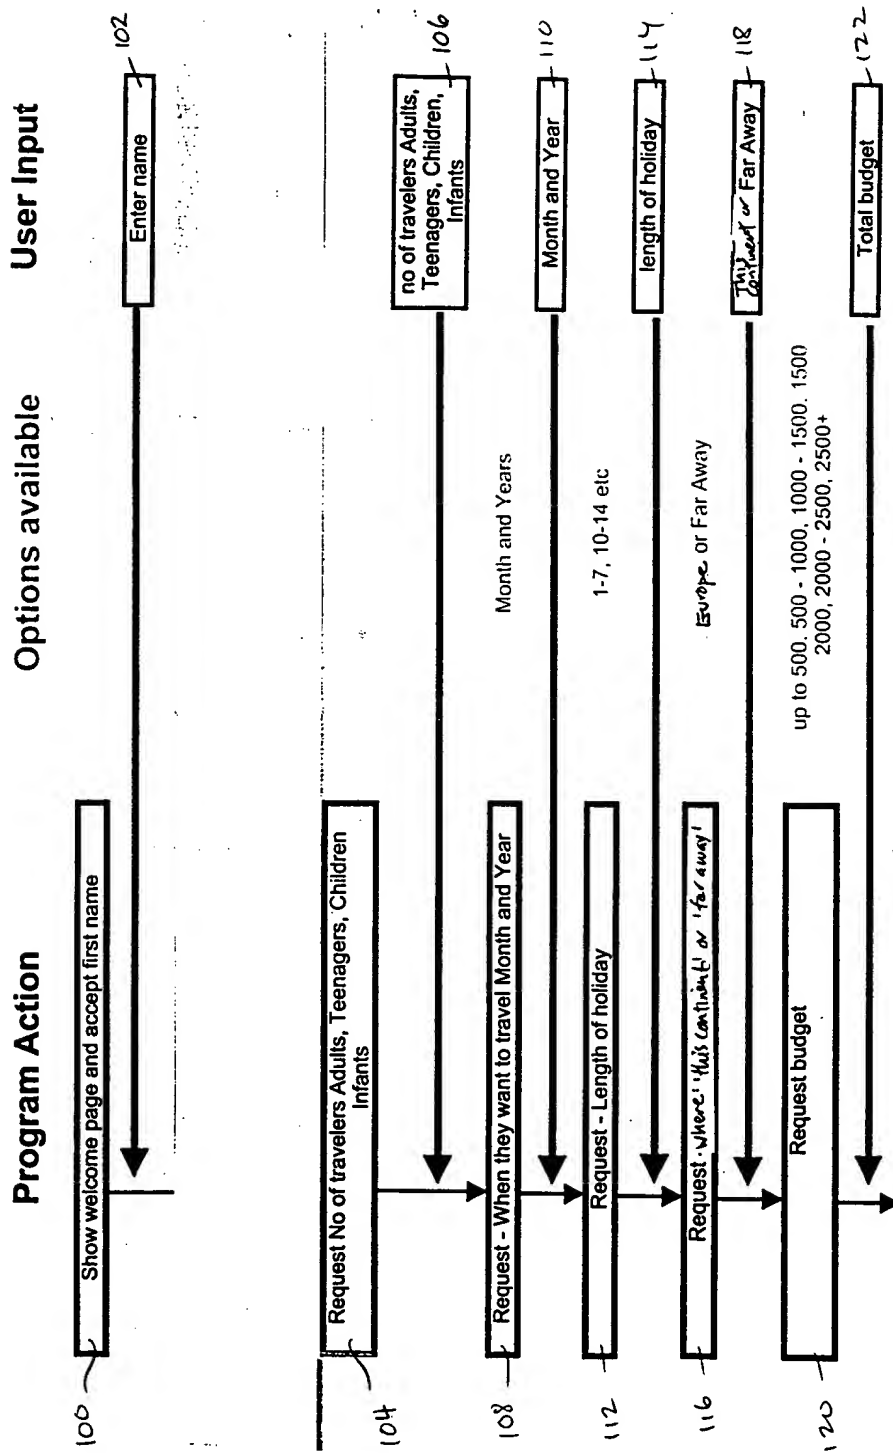 Program Action
Options available
User Input
100
Show welcome page and accept first name
Enter name
102
104
Request No of travelers Adults, Teenagers, Children
Infants
no of travelers Adults,
Teenagers, Children,
Infants
106
108
Request - When they want to travel Month and Year
Month and Years
Month and Year
110
112
Request - Length of holiday
1-7, 10-14 etc
length of holiday
114
116
Request - where 'this continent' or 'far away'
Europe or Far Away
This
continent or Far Away
118
120
Request budget
up to 500. 500 - 1000, 1000 - 1500. 1500
2000, 2000 - 2500, 2500+
Total budget
122